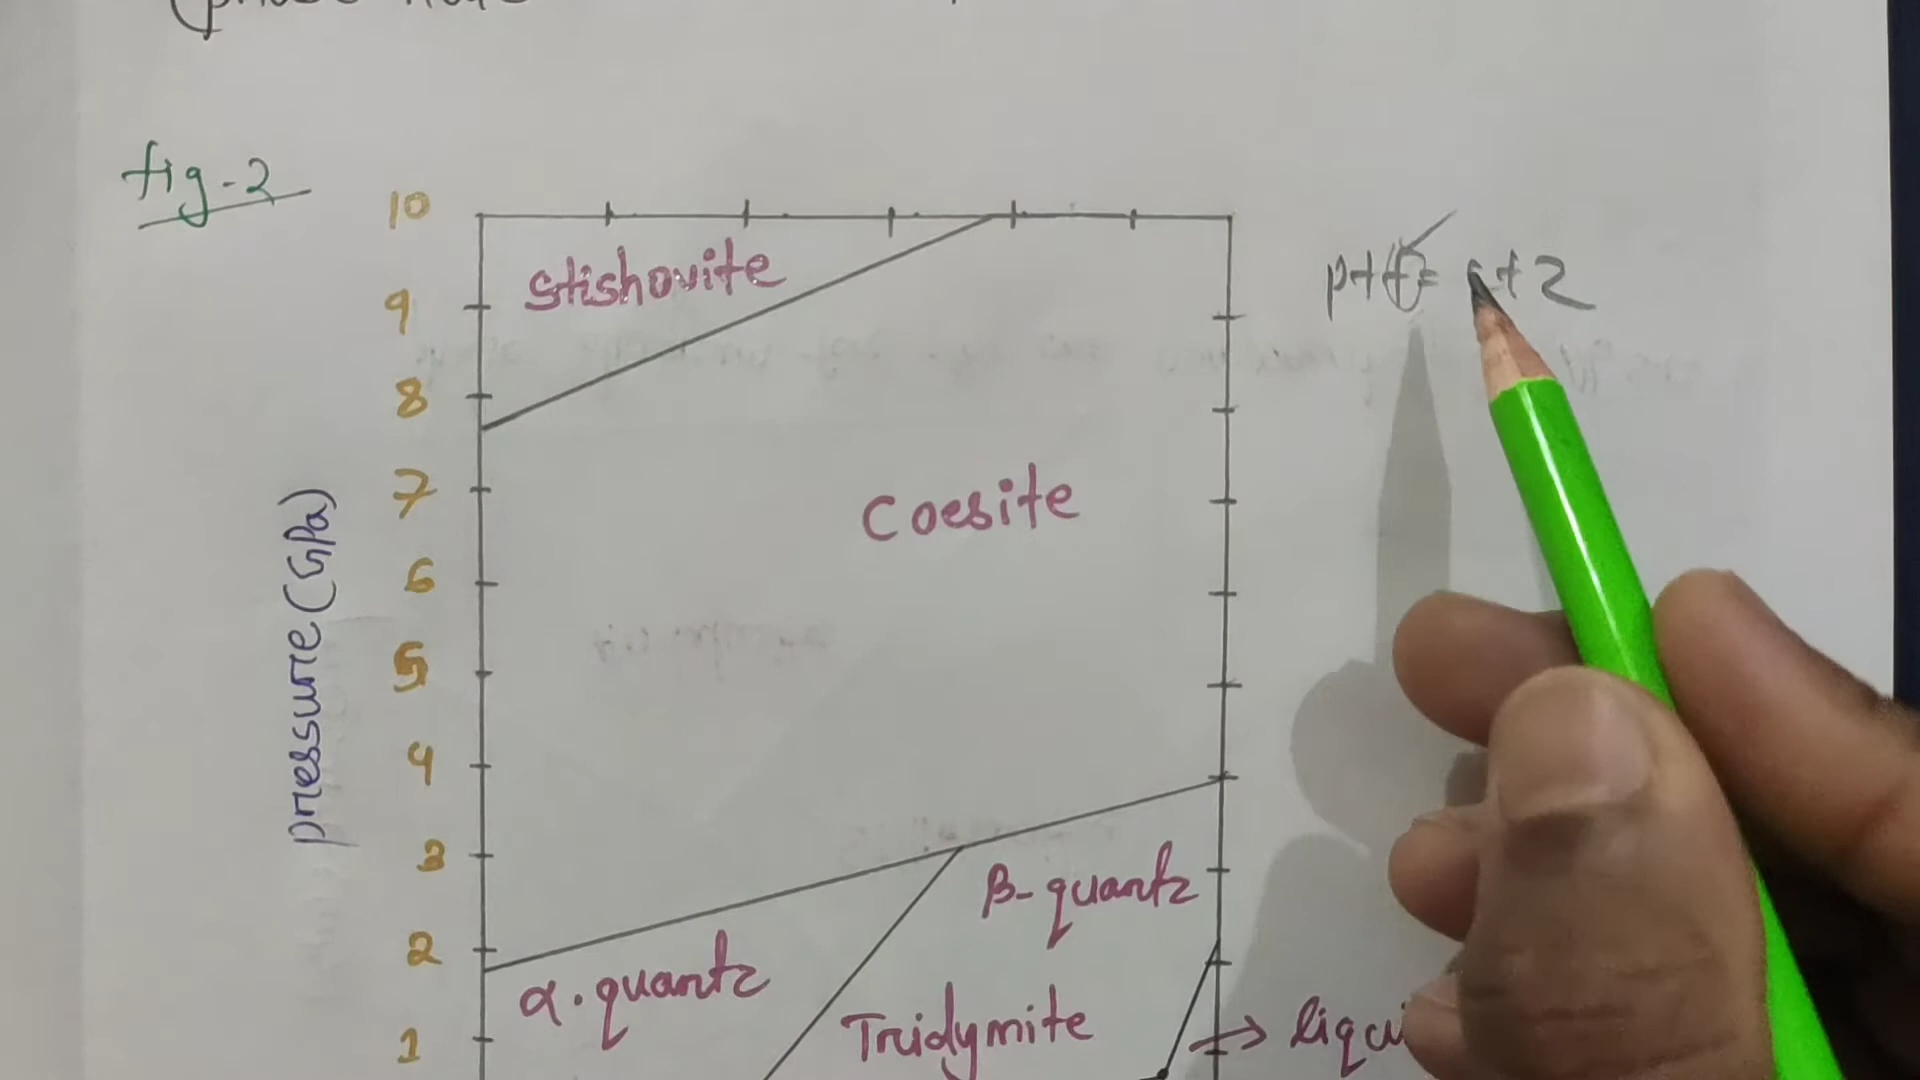 fig-2
10
9
8
7
6
5
4
3
2
1
pressure (GPa)
Stishovite
Coesite
β-quartz
α-quartz
Tridymite
p+f= c+2